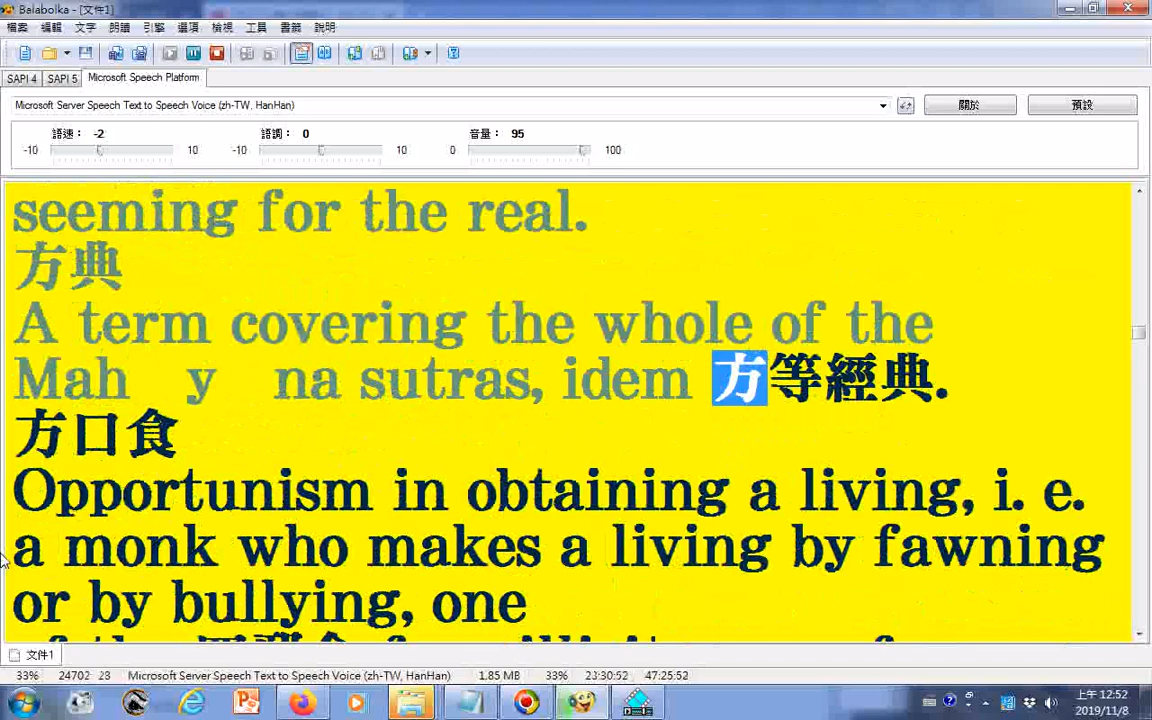 Balabolka - [文件1]
檔案 編輯 文字 朗讀 引擎 選項 檢視 工具 書籤 說明
SAPI 4 SAPI 5 Microsoft Speech Platform
Microsoft Server Speech Text to Speech Voice (zh-TW, HanHan) 關於 預設
語速： -2 語調： 0 音量： 95
-10 10 -10 10 0 100
seeming for the real.
方典
A term covering the whole of the
Mah y na sutras, idem 方等經典.
方口食
Opportunism in obtaining a living, i. e.
a monk who makes a living by fawning
or by bullying, one
文件1
33% 24702 23 Microsoft Server Speech Text to Speech Voice (zh-TW, HanHan) 1.85 MB 33% 23:30:52 47:25:52
上午 12:52
2019/11/8